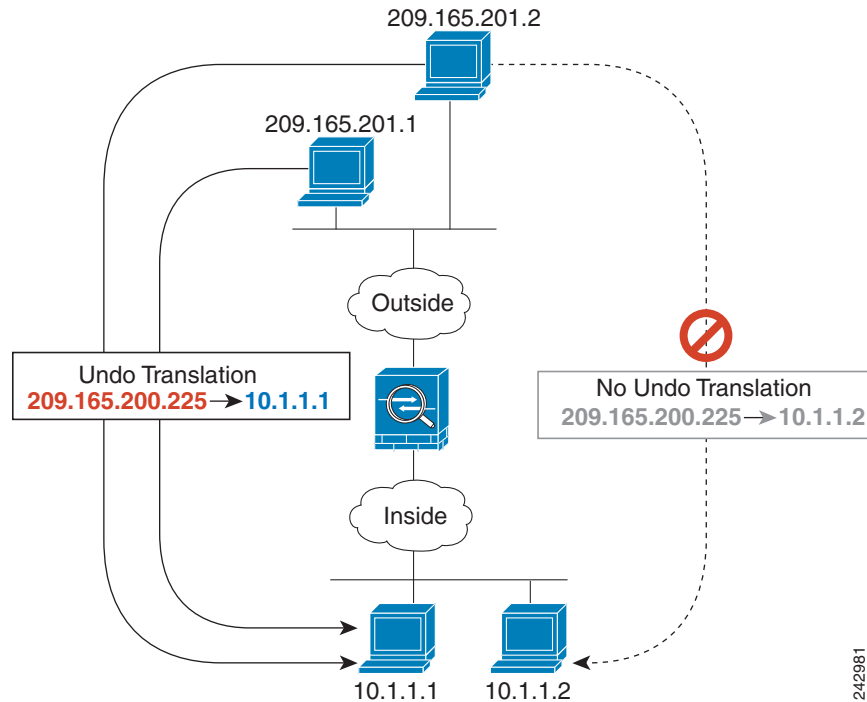 209.165.201.2
209.165.201.1
Outside
Undo Translation
209.165.200.225 → 10.1.1.1
No Undo Translation
209.165.200.225 → 10.1.1.2
Inside
10.1.1.1
10.1.1.2
242981